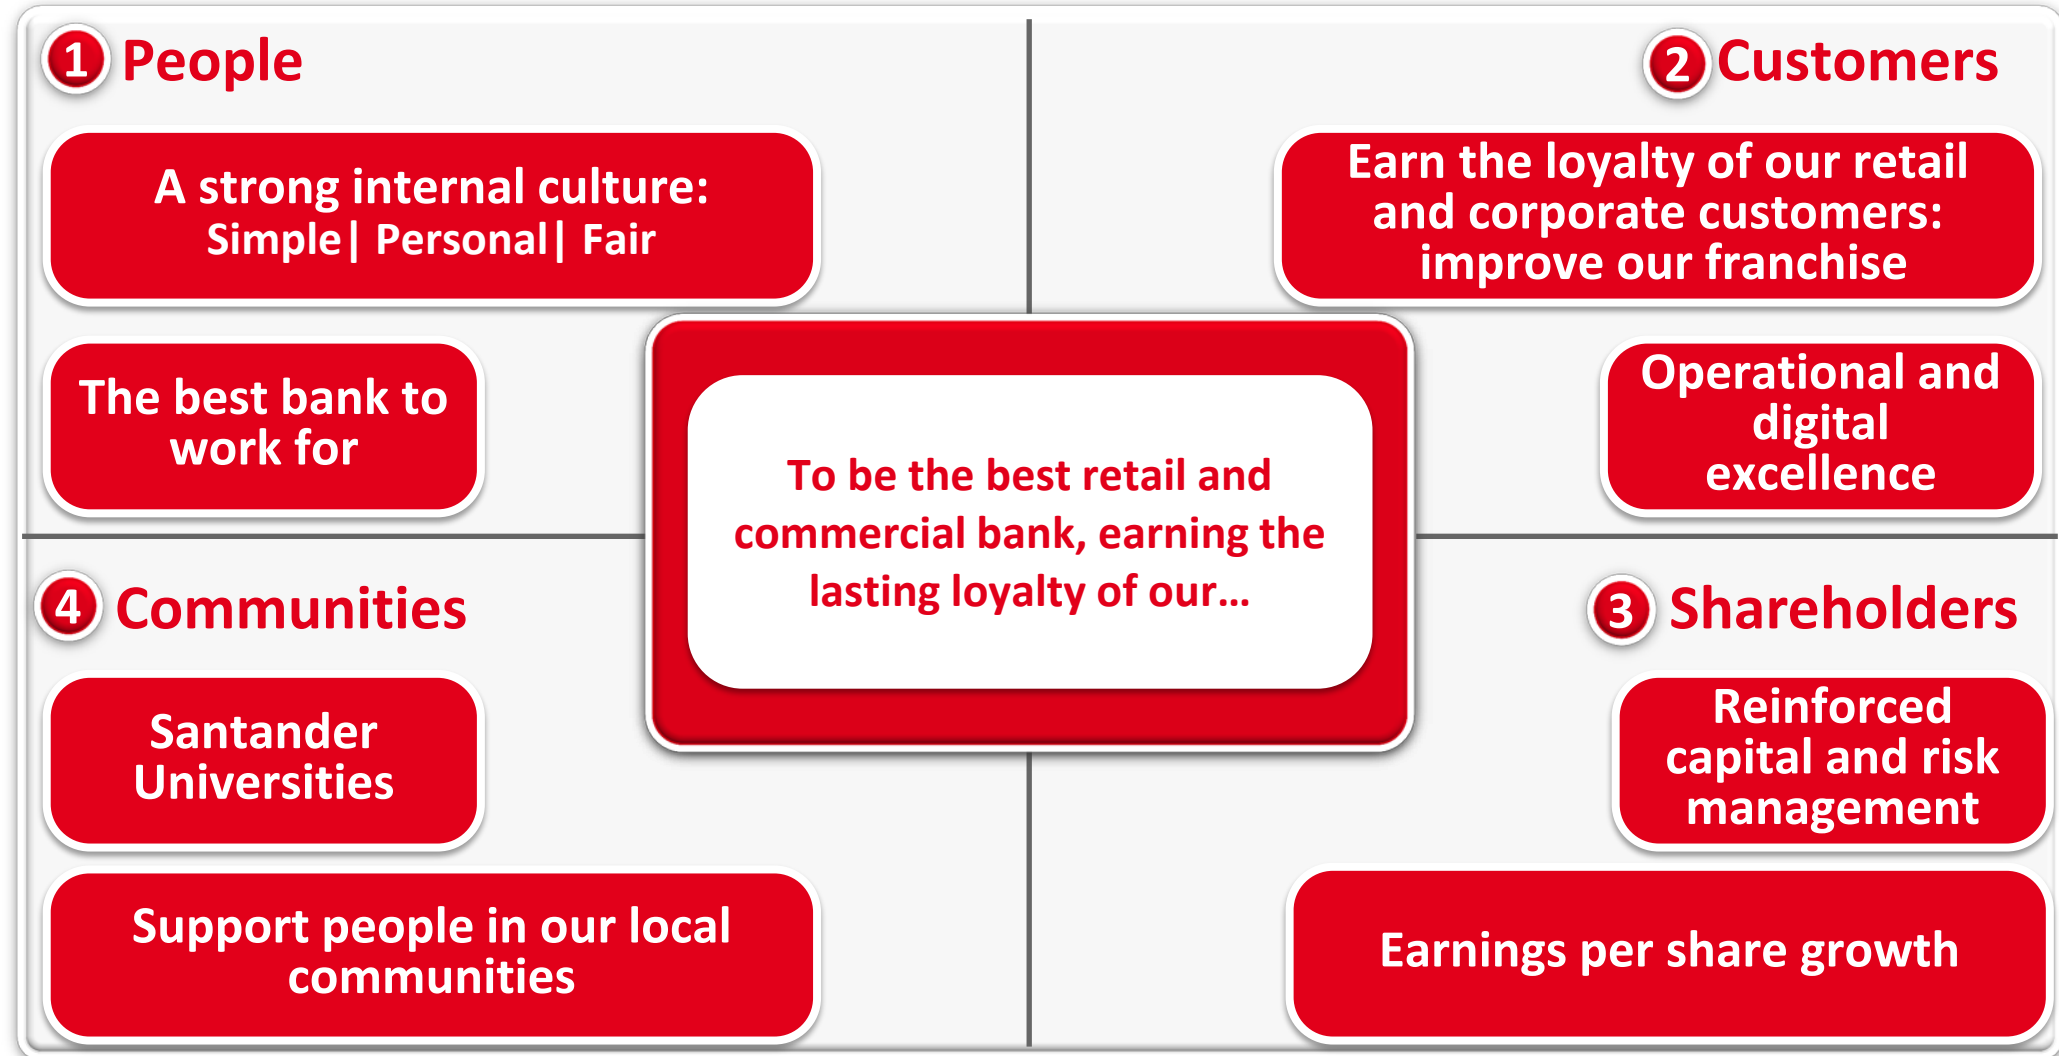 1 People
A strong internal culture:
Simple| Personal| Fair
The best bank to
work for
2 Customers
Earn the loyalty of our retail
and corporate customers:
improve our franchise
Operational and
digital
excellence
To be the best retail and
commercial bank, earning the
lasting loyalty of our...
4 Communities
Santander
Universities
Support people in our local
communities
3 Shareholders
Reinforced
capital and risk
management
Earnings per share growth